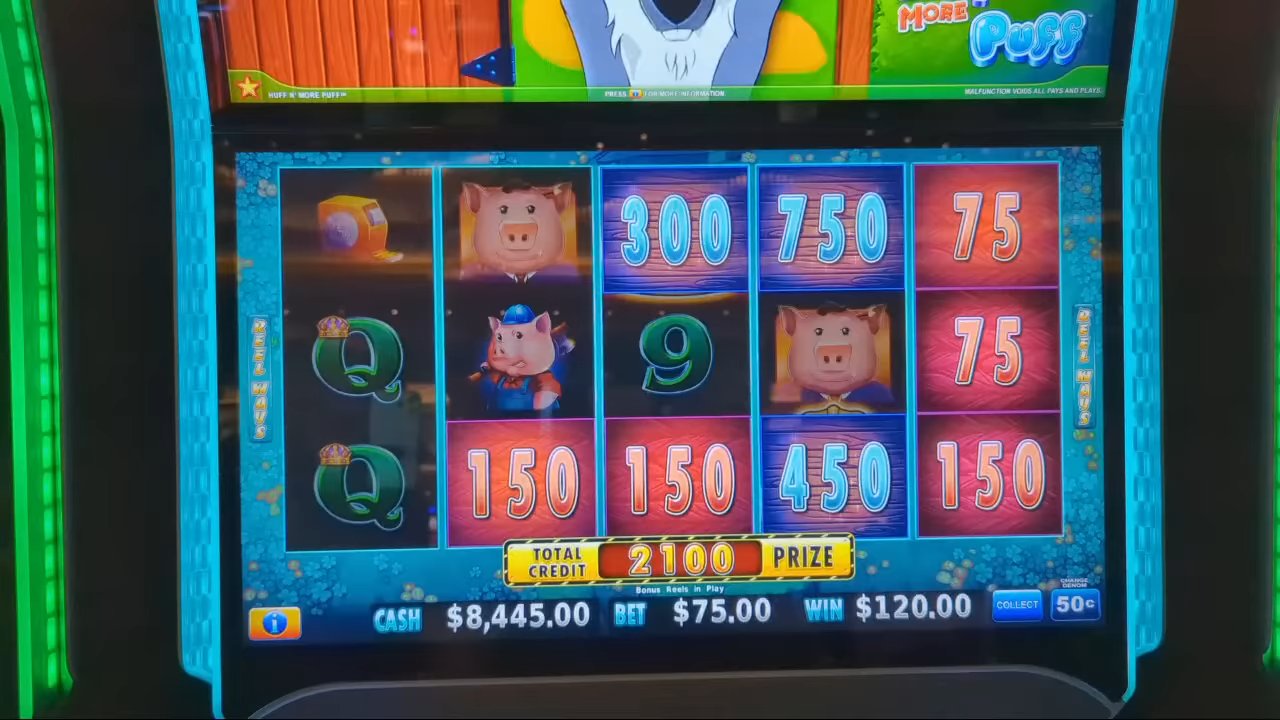 MORE
Puff™
HUFF N' MORE PUFF™
PRESS i FOR MORE INFORMATION.
MALFUNCTION VOIDS ALL PAYS AND PLAYS.
300 750 75
REEL WAYS
Q 9 75
REEL WAYS
Q 150 150 450 150
TOTAL CREDIT 2100 PRIZE
Bonus Reels in Play
CASH $8,445.00 BET $75.00 WIN $120.00
COLLECT
CHANGE DENOM
50¢